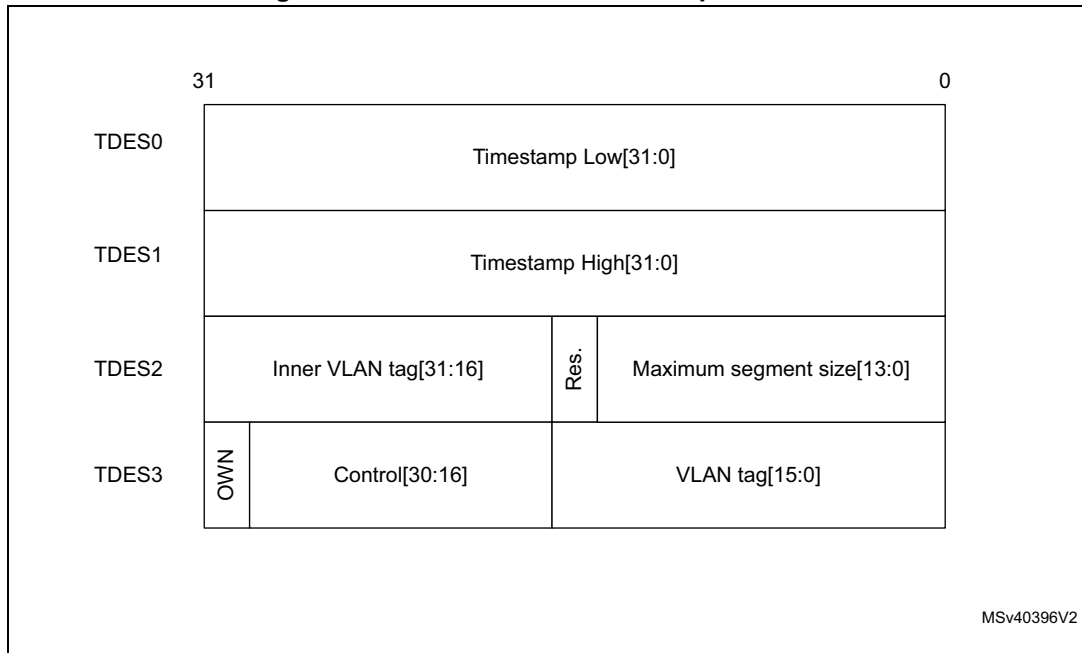 31 0
TDES0 Timestamp Low[31:0]
TDES1 Timestamp High[31:0]
TDES2 Inner VLAN tag[31:16] Res. Maximum segment size[13:0]
TDES3 OWN Control[30:16] VLAN tag[15:0]
MSv40396V2